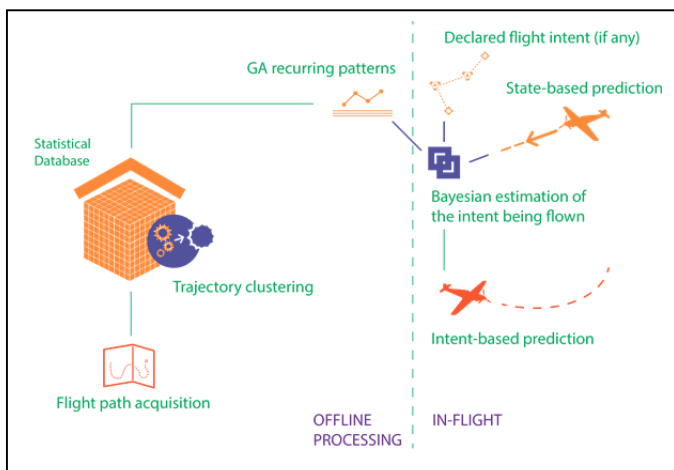 Declared flight intent (if any)
GA recurring patterns
State-based prediction
Statistical
Database
Bayesian estimation of
the intent being flown
Trajectory clustering
Intent-based prediction
Flight path acquisition
OFFLINE
PROCESSING
IN-FLIGHT